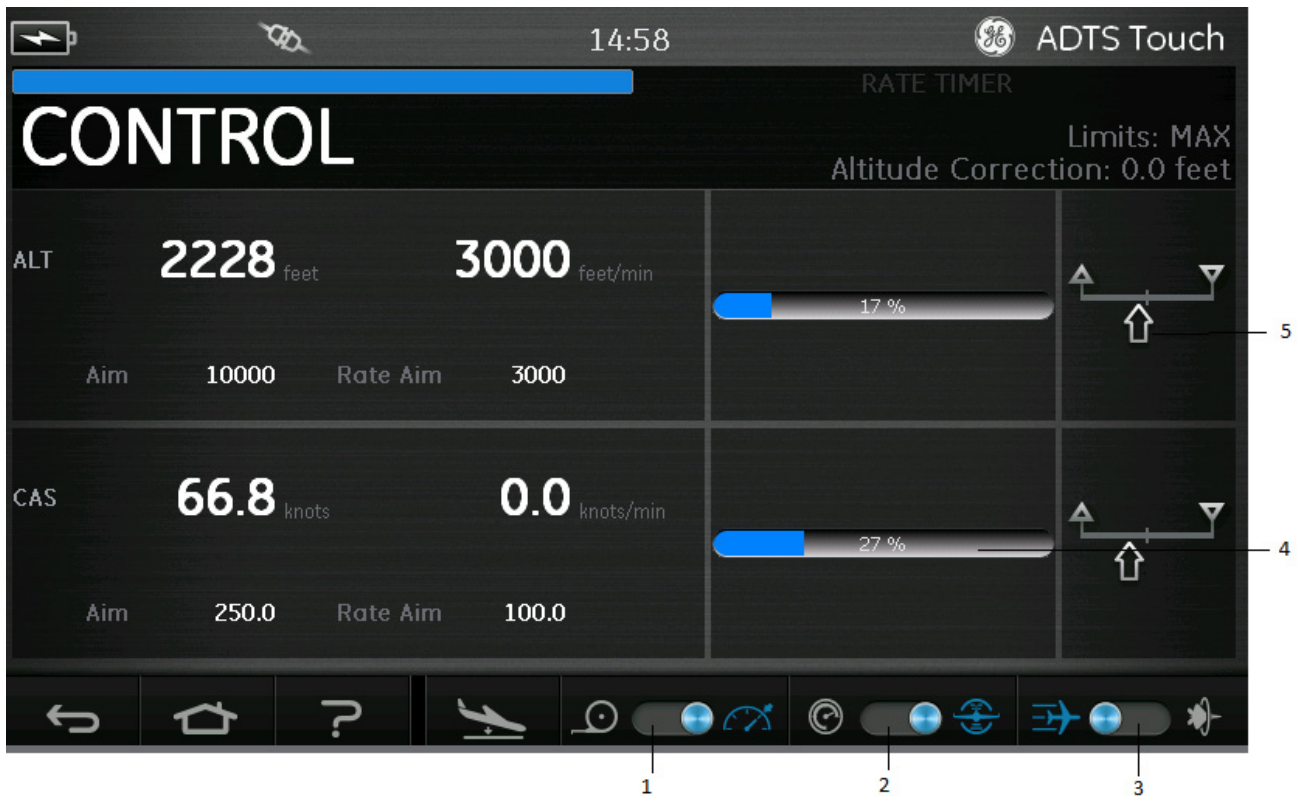 14:58
GE ADTS Touch
RATE TIMER
CONTROL
Limits: MAX
Altitude Correction: 0.0 feet
ALT 2228 feet 3000 feet/min
17 %
5
Aim 10000 Rate Aim 3000
CAS 66.8 knots 0.0 knots/min
27 %
4
Aim 250.0 Rate Aim 100.0
?
1 2 3